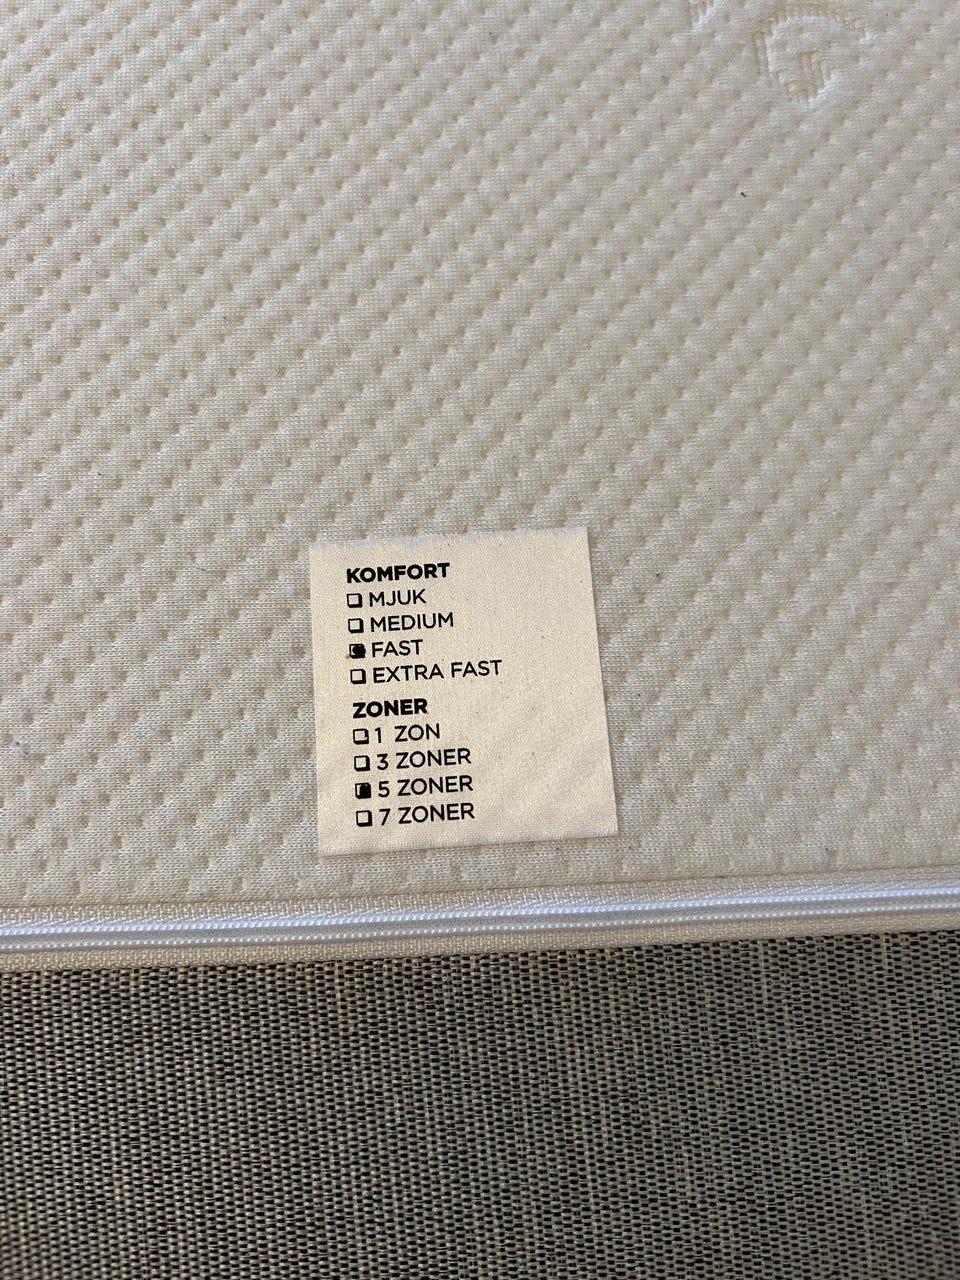 KOMFORT
MJUK
MEDIUM
FAST
EXTRA FAST
ZONER
1 ZON
3 ZONER
5 ZONER
7 ZONER